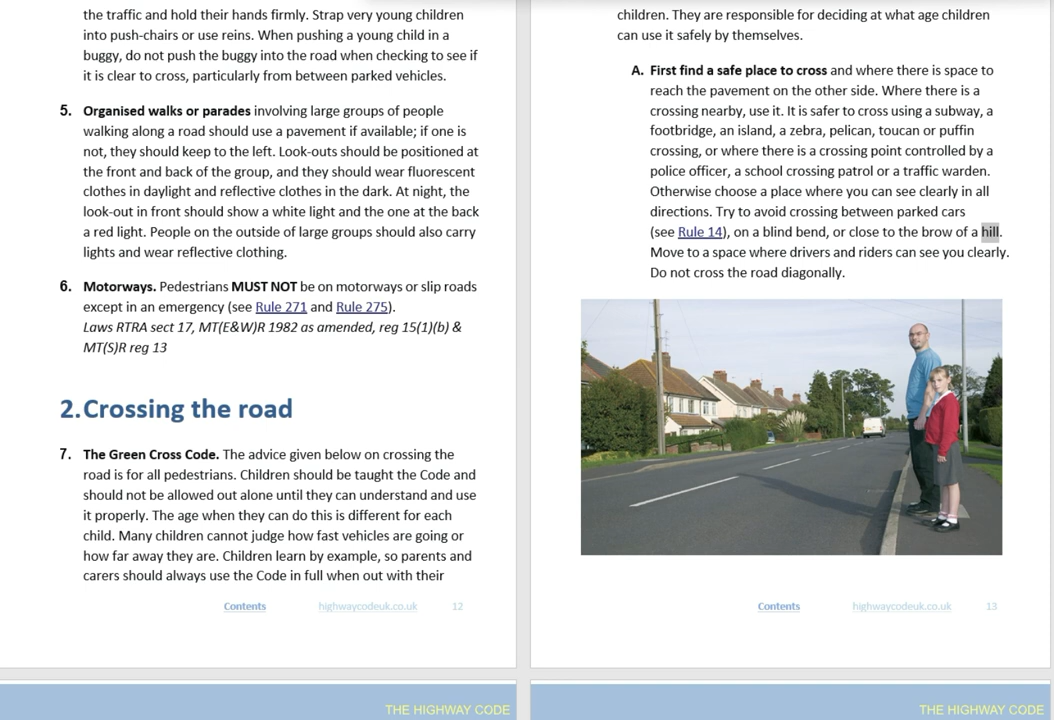 the traffic and hold their hands firmly. Strap very young children
into push-chairs or use reins. When pushing a young child in a
buggy, do not push the buggy into the road when checking to see if
it is clear to cross, particularly from between parked vehicles.
5. Organised walks or parades involving large groups of people
walking along a road should use a pavement if available; if one is
not, they should keep to the left. Look-outs should be positioned at
the front and back of the group, and they should wear fluorescent
clothes in daylight and reflective clothes in the dark. At night, the
look-out in front should show a white light and the one at the back
a red light. People on the outside of large groups should also carry
lights and wear reflective clothing.
6. Motorways. Pedestrians MUST NOT be on motorways or slip roads
except in an emergency (see Rule 271 and Rule 275).
Laws RTRA sect 17, MT(E&W)R 1982 as amended, reg 15(1)(b) &
MT(S)R reg 13
2. Crossing the road
7. The Green Cross Code. The advice given below on crossing the
road is for all pedestrians. Children should be taught the Code and
should not be allowed out alone until they can understand and use
it properly. The age when they can do this is different for each
child. Many children cannot judge how fast vehicles are going or
how far away they are. Children learn by example, so parents and
carers should always use the Code in full when out with their
Contents highwaycodeuk.co.uk 12
THE HIGHWAY CODE
children. They are responsible for deciding at what age children
can use it safely by themselves.
A. First find a safe place to cross and where there is space to
reach the pavement on the other side. Where there is a
crossing nearby, use it. It is safer to cross using a subway, a
footbridge, an island, a zebra, pelican, toucan or puffin
crossing, or where there is a crossing point controlled by a
police officer, a school crossing patrol or a traffic warden.
Otherwise choose a place where you can see clearly in all
directions. Try to avoid crossing between parked cars
(see Rule 14), on a blind bend, or close to the brow of a hill.
Move to a space where drivers and riders can see you clearly.
Do not cross the road diagonally.
Contents highwaycodeuk.co.uk 13
THE HIGHWAY CODE